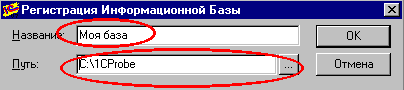 Регистрация Информационной Базы
Название: Моя база OK
Путь: C:\1CProbe ... Отмена